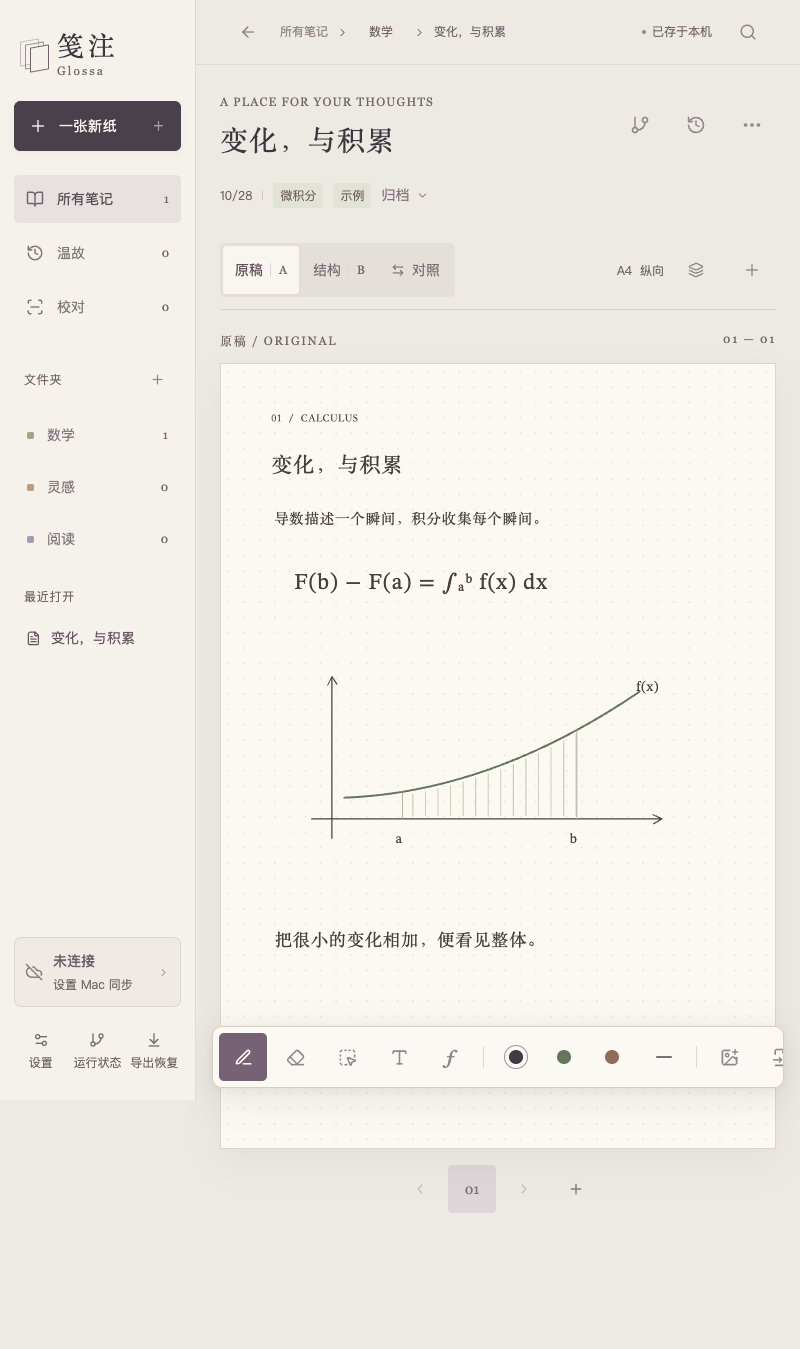 笺注
Glossa
一张新纸
所有笔记 1
温故 0
校对 0
文件夹
数学 1
灵感 0
阅读 0
最近打开
变化，与积累
未连接
设置 Mac 同步
设置 运行状态 导出恢复
所有笔记 > 数学 > 变化，与积累
已存于本机
A PLACE FOR YOUR THOUGHTS
变化，与积累
10/28 微积分 示例 归档
原稿 A 结构 B 对照
A4 纵向
原稿 / ORIGINAL
01 — 01
01 / CALCULUS
变化，与积累
导数描述一个瞬间，积分收集每个瞬间。
F(b) − F(a) = ∫ₐᵇ f(x) dx
f(x)
a b
把很小的变化相加，便看见整体。
T f
01